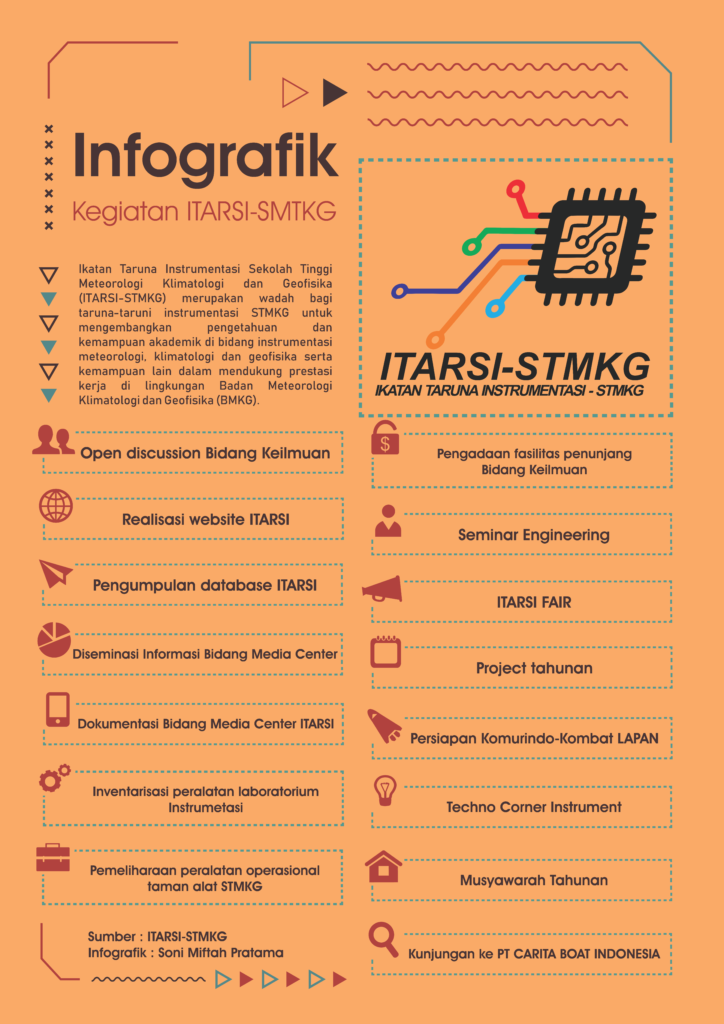 Infografik
Kegiatan ITARSI-SMTKG
Ikatan Taruna Instrumentasi Sekolah Tinggi
Meteorologi Klimatologi dan Geofisika
(ITARSI-STMKG) merupakan wadah bagi
taruna-taruni instrumentasi STMKG untuk
mengembangkan pengetahuan dan
kemampuan akademik di bidang instrumentasi
meteorologi, klimatologi dan geofisika serta
kemampuan lain dalam mendukung prestasi
kerja di lingkungan Badan Meteorologi
Klimatologi dan Geofisika (BMKG).
ITARSI-STMKG
IKATAN TARUNA INSTRUMENTASI - STMKG
Open discussion Bidang Keilmuan
Realisasi website ITARSI
Pengumpulan database ITARSI
Diseminasi Informasi Bidang Media Center
Dokumentasi Bidang Media Center ITARSI
Inventarisasi peralatan laboratorium
Instrumetasi
Pemeliharaan peralatan operasional
taman alat STMKG
$
Pengadaan fasilitas penunjang
Bidang Keilmuan
Seminar Engineering
ITARSI FAIR
Project tahunan
Persiapan Komurindo-Kombat LAPAN
Techno Corner Instrument
Musyawarah Tahunan
Kunjungan ke PT CARITA BOAT INDONESIA
Sumber : ITARSI-STMKG
Infografik : Soni Miftah Pratama